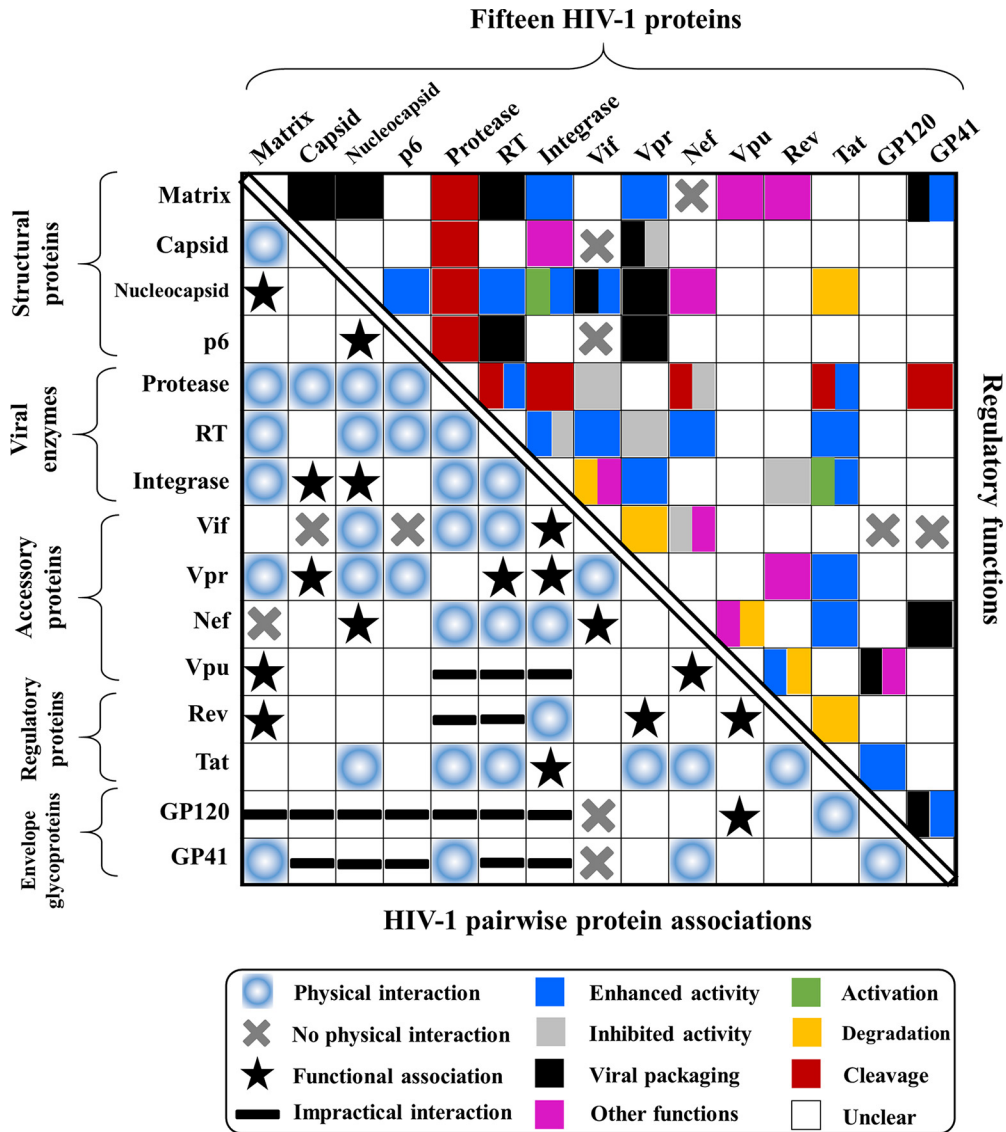 Fifteen HIV-1 proteins
Matrix
Capsid
Nucleocapsid
p6
Protease
RT
Integrase
Vif
Vpr
Nef
Vpu
Rev
Tat
GP120
GP41
Structural
proteins
Matrix
Capsid
Nucleocapsid
p6
Viral
enzymes
Protease
RT
Integrase
Accessory
proteins
Vif
Vpr
Nef
Vpu
Regulatory
proteins
Rev
Tat
Envelope
glycoproteins
GP120
GP41
Regulatory functions
HIV-1 pairwise protein associations
Physical interaction
Enhanced activity
Activation
No physical interaction
Inhibited activity
Degradation
Functional association
Viral packaging
Cleavage
Impractical interaction
Other functions
Unclear